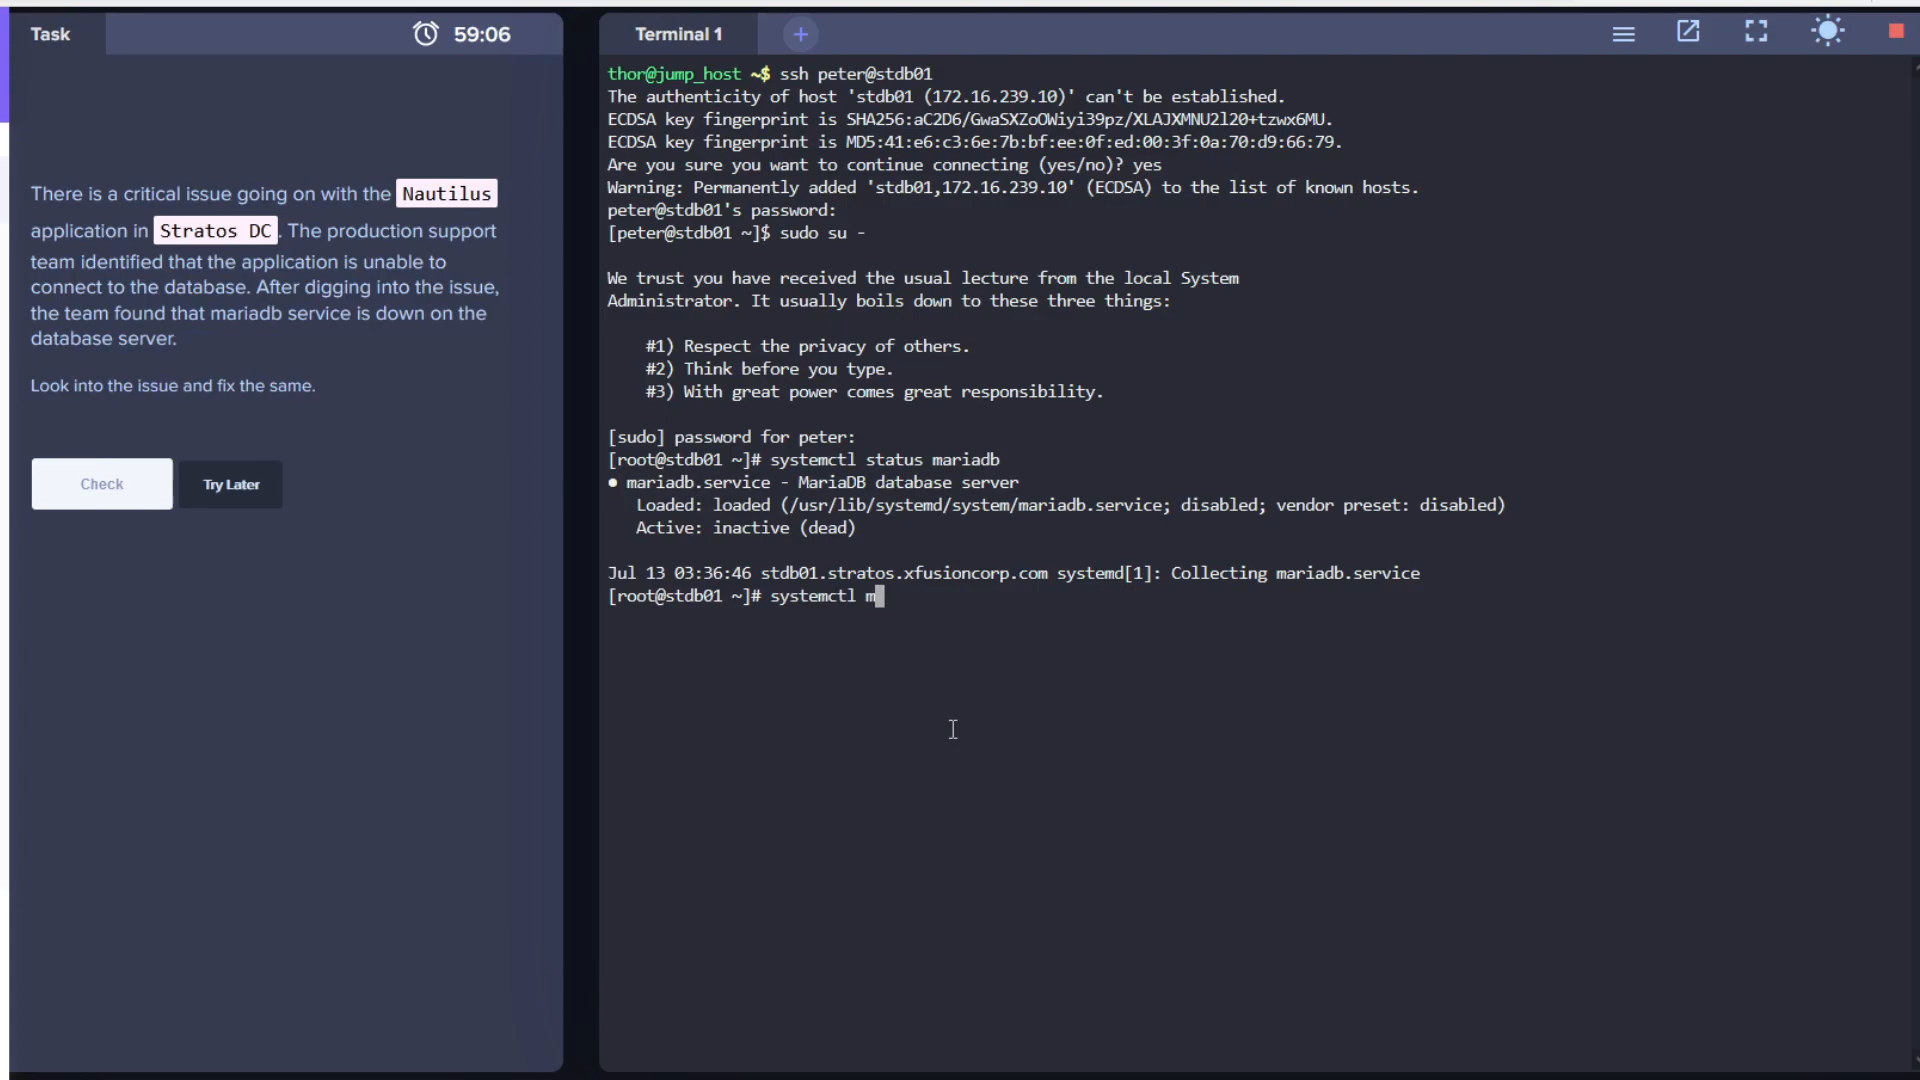 Task
59:06
There is a critical issue going on with the Nautilus
application in Stratos DC. The production support
team identified that the application is unable to
connect to the database. After digging into the issue,
the team found that mariadb service is down on the
database server.
Look into the issue and fix the same.
Check
Try Later
Terminal 1
+
thor@jump_host ~$ ssh peter@stdb01
The authenticity of host 'stdb01 (172.16.239.10)' can't be established.
ECDSA key fingerprint is SHA256:aC2D6/GwaSXZoOWiyi39pz/XLAJXMNU2l20+tzwx6MU.
ECDSA key fingerprint is MD5:41:e6:c3:6e:7b:bf:ee:0f:ed:00:3f:0a:70:d9:66:79.
Are you sure you want to continue connecting (yes/no)? yes
Warning: Permanently added 'stdb01,172.16.239.10' (ECDSA) to the list of known hosts.
peter@stdb01's password:
[peter@stdb01 ~]$ sudo su -
We trust you have received the usual lecture from the local System
Administrator. It usually boils down to these three things:
#1) Respect the privacy of others.
#2) Think before you type.
#3) With great power comes great responsibility.
[sudo] password for peter:
[root@stdb01 ~]# systemctl status mariadb
● mariadb.service - MariaDB database server
Loaded: loaded (/usr/lib/systemd/system/mariadb.service; disabled; vendor preset: disabled)
Active: inactive (dead)
Jul 13 03:36:46 stdb01.stratos.xfusioncorp.com systemd[1]: Collecting mariadb.service
[root@stdb01 ~]# systemctl m